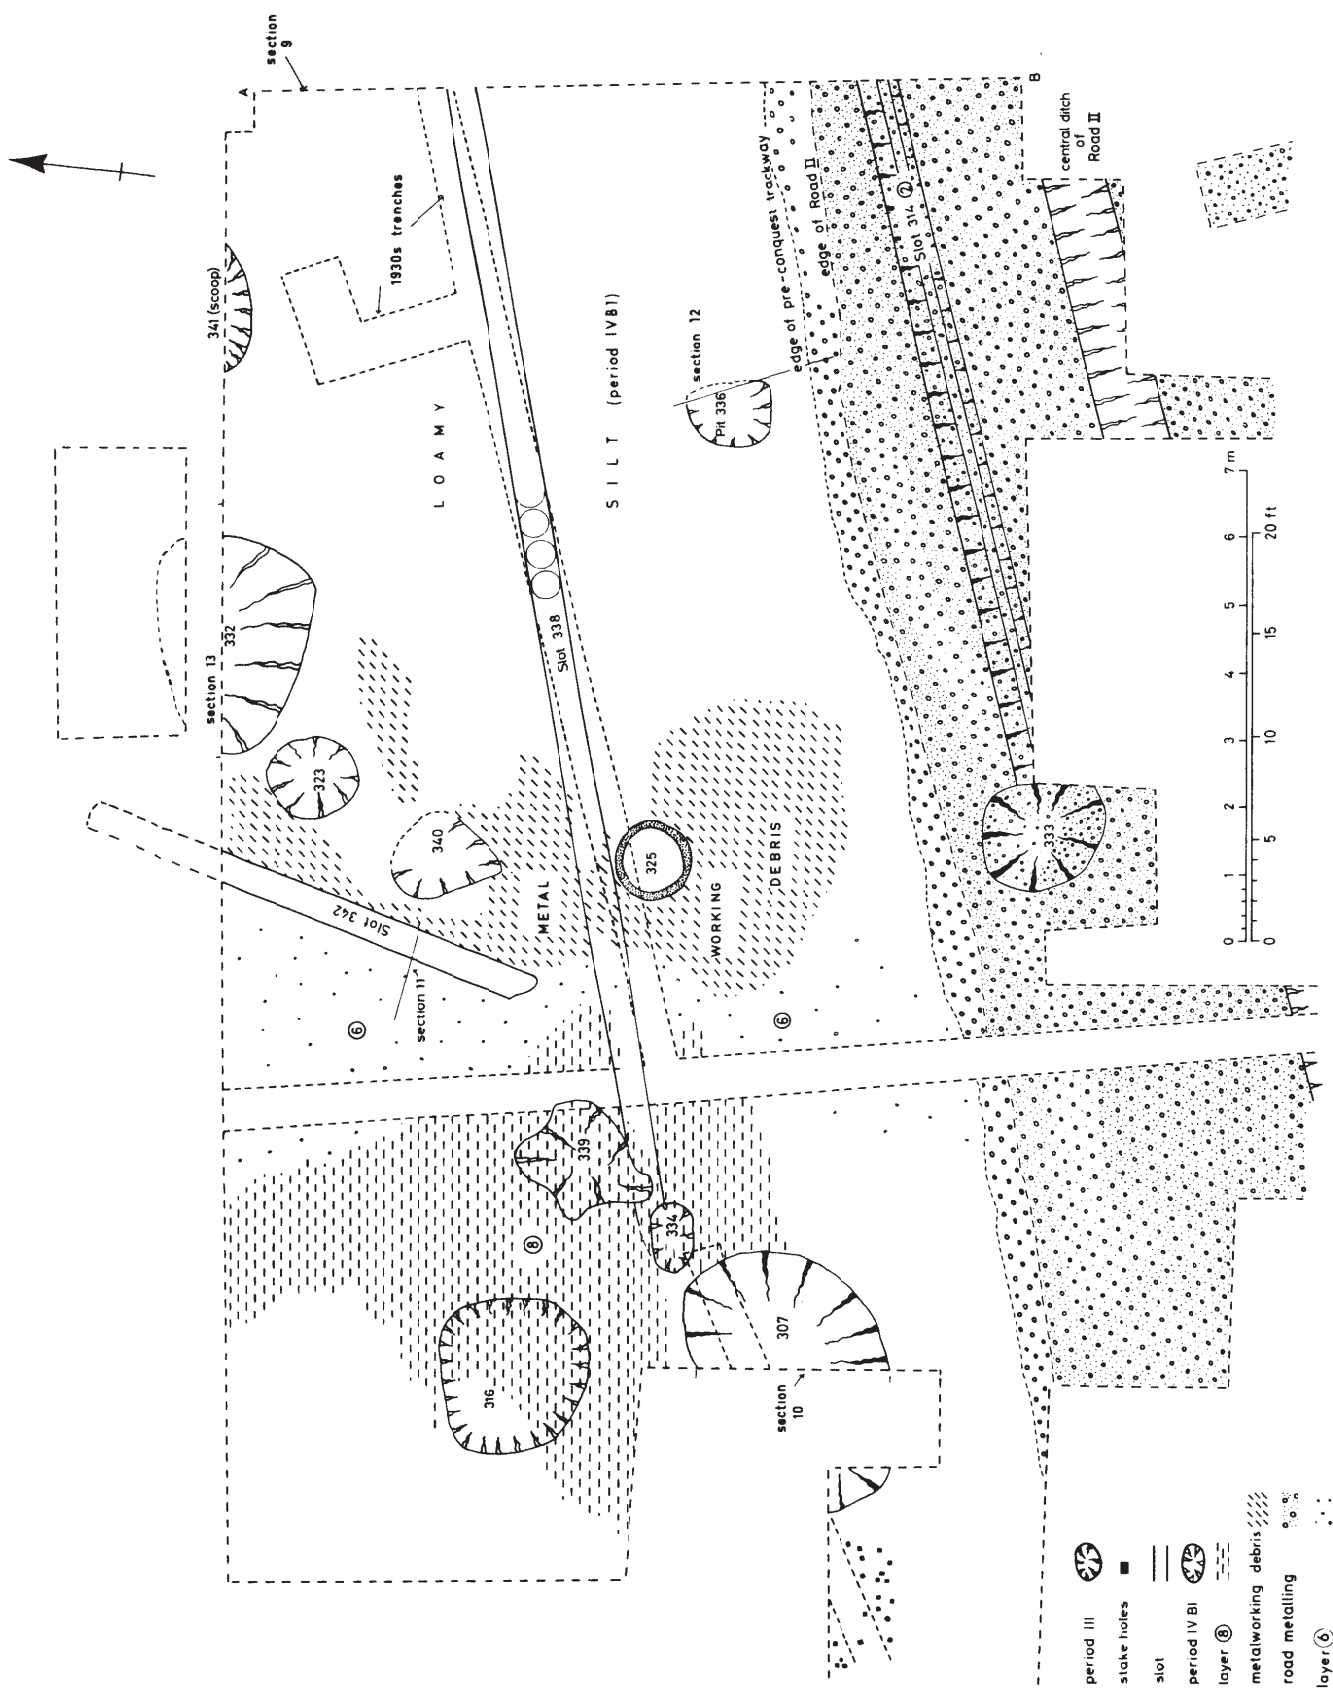 section
9
A
B
341 (scoop)
1930s trenches
LOAMY
SILT (period IVB1)
section 12
Pit 336
edge of pre-conquest trackway
edge of Road II
Slot 314 ②
central ditch
of
Road II
section 13
332
323
340
Slot 338
325
METAL
WORKING
DEBRIS
333
Slot 342
section 11
⑥
⑥
339
334
⑧
316
307
section
10
0 1 2 3 4 5 6 7 m
0 5 10 15 20 ft
period III
stake holes
slot
period IV BI
layer ⑧
metalworking debris
road metalling
layer ⑥